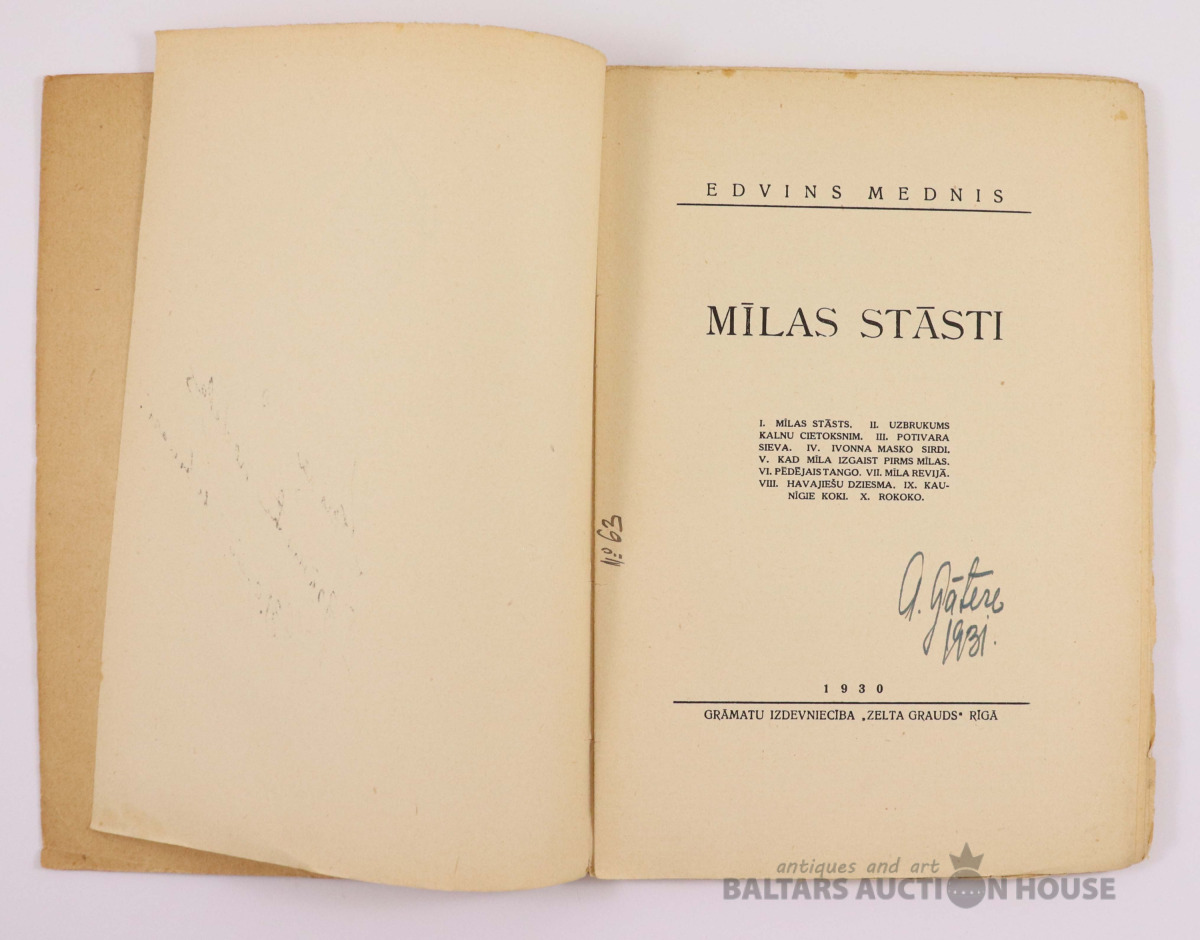 EDVINS MEDNIS
MĪLAS STĀSTI
I. MĪLAS STĀSTS. II. UZBRUKUMS
KALNU CIETOKSNIM. III. POTIVARA
SIEVA. IV. IVONNA MASKO SIRDI.
V. KAD MĪLA IZGAIST PIRMS MĪLAS.
VI. PĒDĒJAIS TANGO. VII. MĪLA REVIJĀ.
VIII. HAVAJIEŠU DZIESMA. IX. KAU-
NĪGIE KOKI. X. ROKOKO.
№ 63
A. Gātere
1931.
1930
GRĀMATU IZDEVNIECĪBA „ZELTA GRAUDS“ RĪGĀ
antiques and art
BALTARS AUCTION HOUSE